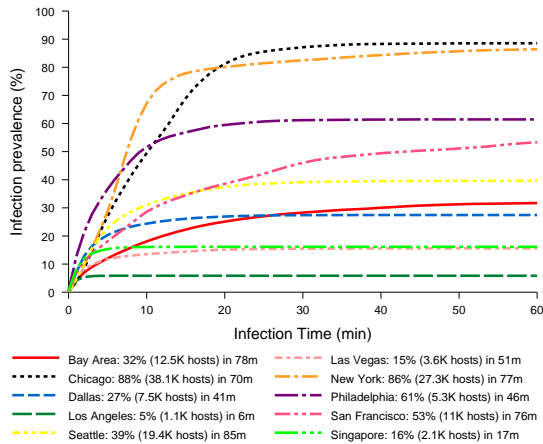 100
90
80
70
60
50
40
30
20
10
0
Infection prevalence (%)
0 10 20 30 40 50 60
Infection Time (min)
Bay Area: 32% (12.5K hosts) in 78m
Chicago: 88% (38.1K hosts) in 70m
Dallas: 27% (7.5K hosts) in 41m
Los Angeles: 5% (1.1K hosts) in 6m
Seattle: 39% (19.4K hosts) in 85m
Las Vegas: 15% (3.6K hosts) in 51m
New York: 86% (27.3K hosts) in 77m
Philadelphia: 61% (5.3K hosts) in 46m
San Francisco: 53% (11K hosts) in 76m
Singapore: 16% (2.1K hosts) in 17m